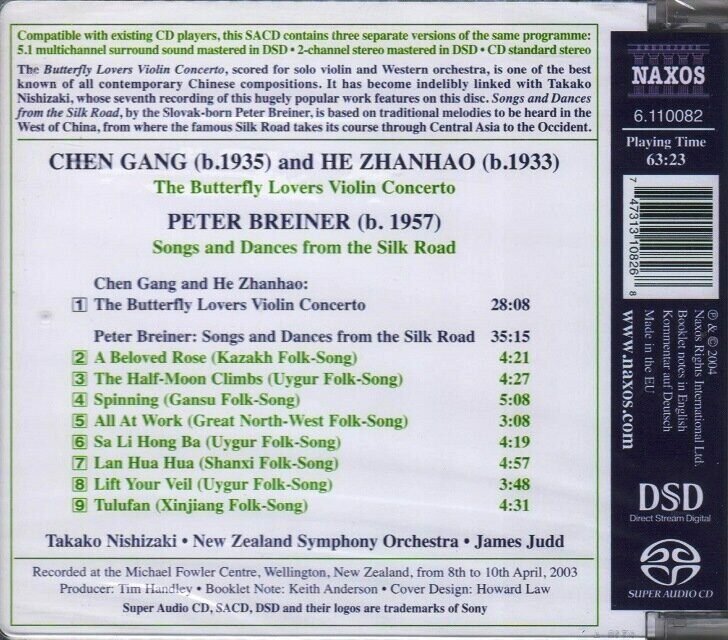 Compatible with existing CD players, this SACD contains three separate versions of the same programme:
5.1 multichannel surround sound mastered in DSD • 2-channel stereo mastered in DSD • CD standard stereo
The Butterfly Lovers Violin Concerto, scored for solo violin and Western orchestra, is one of the best
known of all contemporary Chinese compositions. It has become indelibly linked with Takako
Nishizaki, whose seventh recording of this hugely popular work features on this disc. Songs and Dances
from the Silk Road, by the Slovak-born Peter Breiner, is based on traditional melodies to be heard in the
West of China, from where the famous Silk Road takes its course through Central Asia to the Occident.
CHEN GANG (b.1935) and HE ZHANHAO (b.1933)
The Butterfly Lovers Violin Concerto
PETER BREINER (b. 1957)
Songs and Dances from the Silk Road
Chen Gang and He Zhanhao:
1 The Butterfly Lovers Violin Concerto 28:08
Peter Breiner: Songs and Dances from the Silk Road 35:15
2 A Beloved Rose (Kazakh Folk-Song) 4:21
3 The Half-Moon Climbs (Uygur Folk-Song) 4:27
4 Spinning (Gansu Folk-Song) 5:08
5 All At Work (Great North-West Folk-Song) 3:08
6 Sa Li Hong Ba (Uygur Folk-Song) 4:19
7 Lan Hua Hua (Shanxi Folk-Song) 4:57
8 Lift Your Veil (Uygur Folk-Song) 3:48
9 Tulufan (Xinjiang Folk-Song) 4:31
Takako Nishizaki • New Zealand Symphony Orchestra • James Judd
Recorded at the Michael Fowler Centre, Wellington, New Zealand, from 8th to 10th April, 2003
Producer: Tim Handley • Booklet Note: Keith Anderson • Cover Design: Howard Law
Super Audio CD, SACD, DSD and their logos are trademarks of Sony
NAXOS
6.110082
Playing Time
63:23
7 47313 10826 8
℗ & © 2004
Naxos Rights International Ltd.
Booklet notes in English
Kommentar auf Deutsch
Made in the EU
www.naxos.com
DSD
Direct Stream Digital
SUPER AUDIO CD